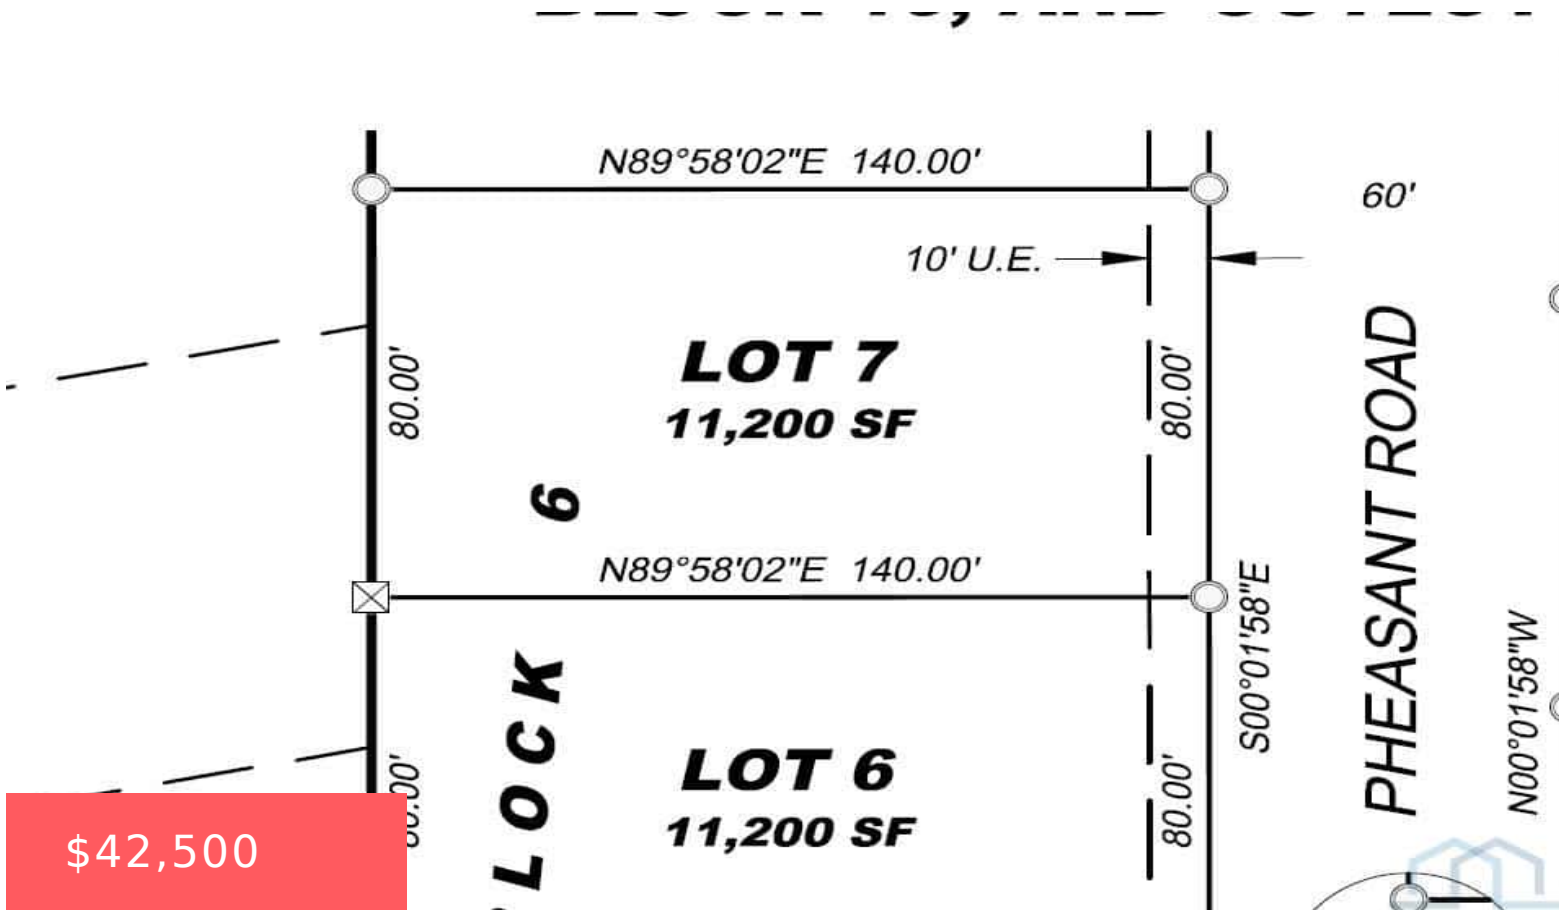 N89°58'02"E 140.00'
60'
10' U.E.
LOT 7
11,200 SF
80.00'
80.00'
6
N89°58'02"E 140.00'
S00°01'58"E
PHEASANT ROAD
N00°01'58"W
LOCK
LOT 6
11,200 SF
80.00'
$42,500